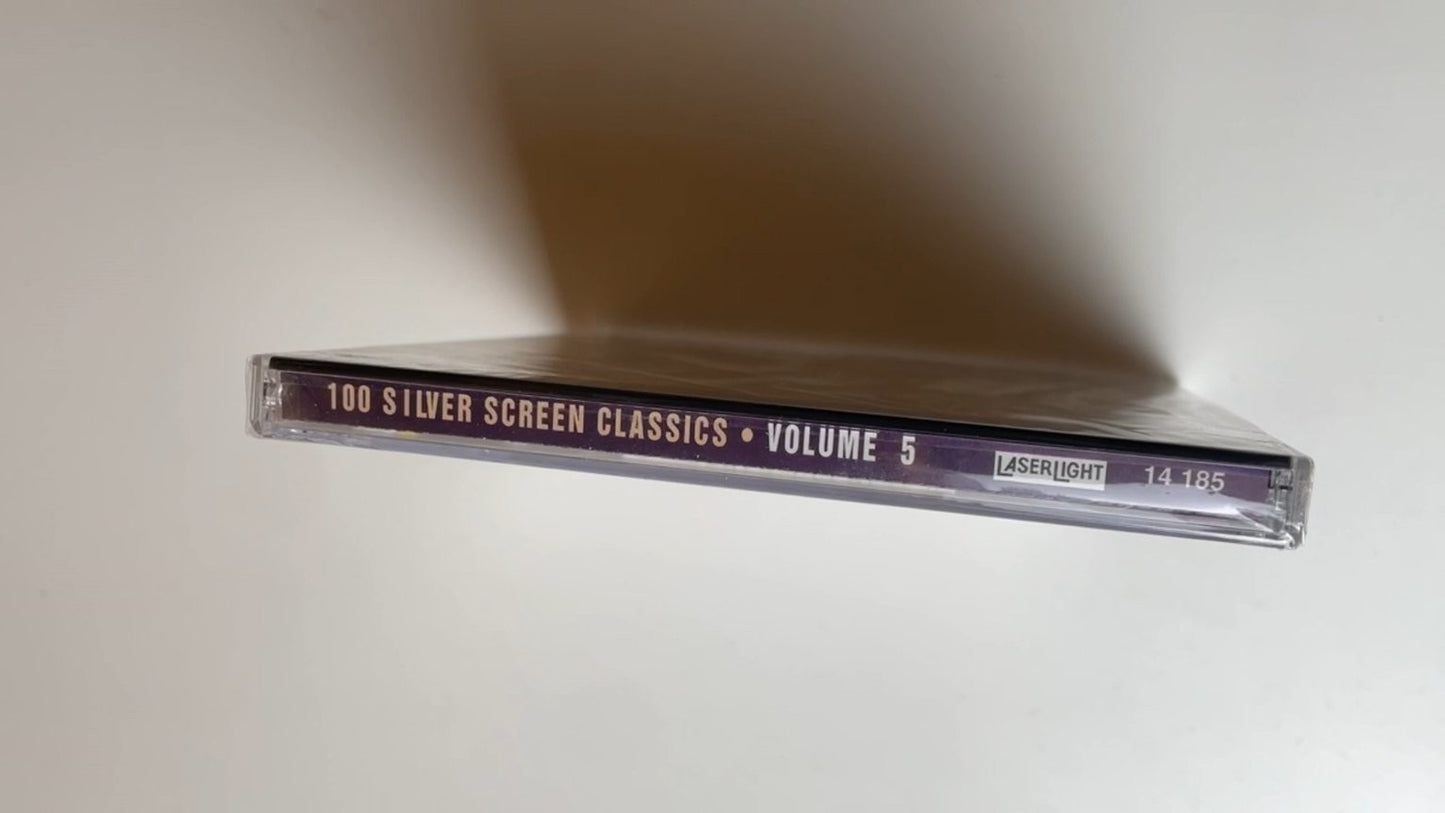 100 SILVER SCREEN CLASSICS • VOLUME 5 LASERLIGHT 14 185